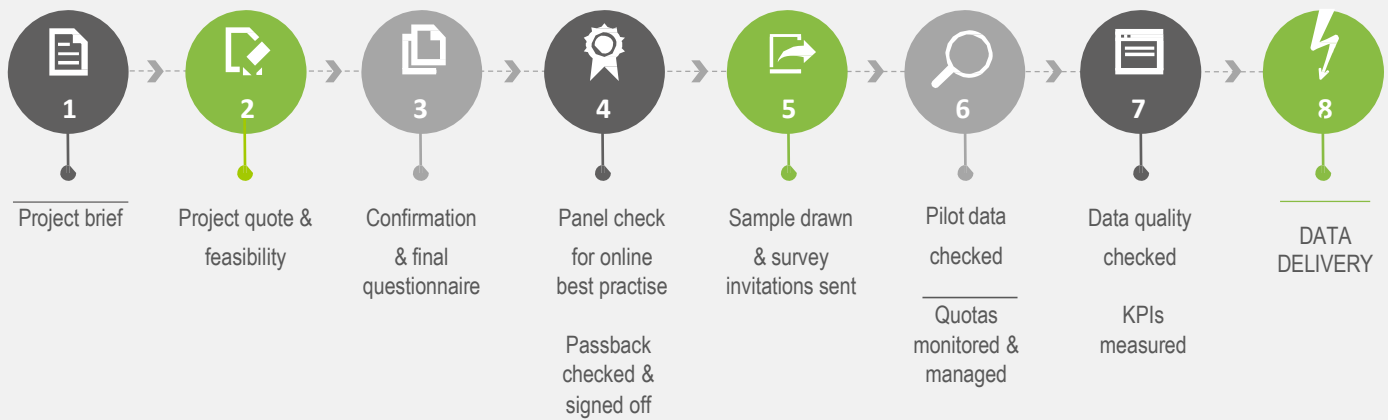 1
2
3
4
5
6
7
8
Project brief
Project quote &
feasibility
Confirmation
& final
questionnaire
Panel check
for online
best practise
Passback
checked &
signed off
Sample drawn
& survey
invitations sent
Pilot data
checked
Quotas
monitored &
managed
Data quality
checked
KPIs
measured
DATA
DELIVERY